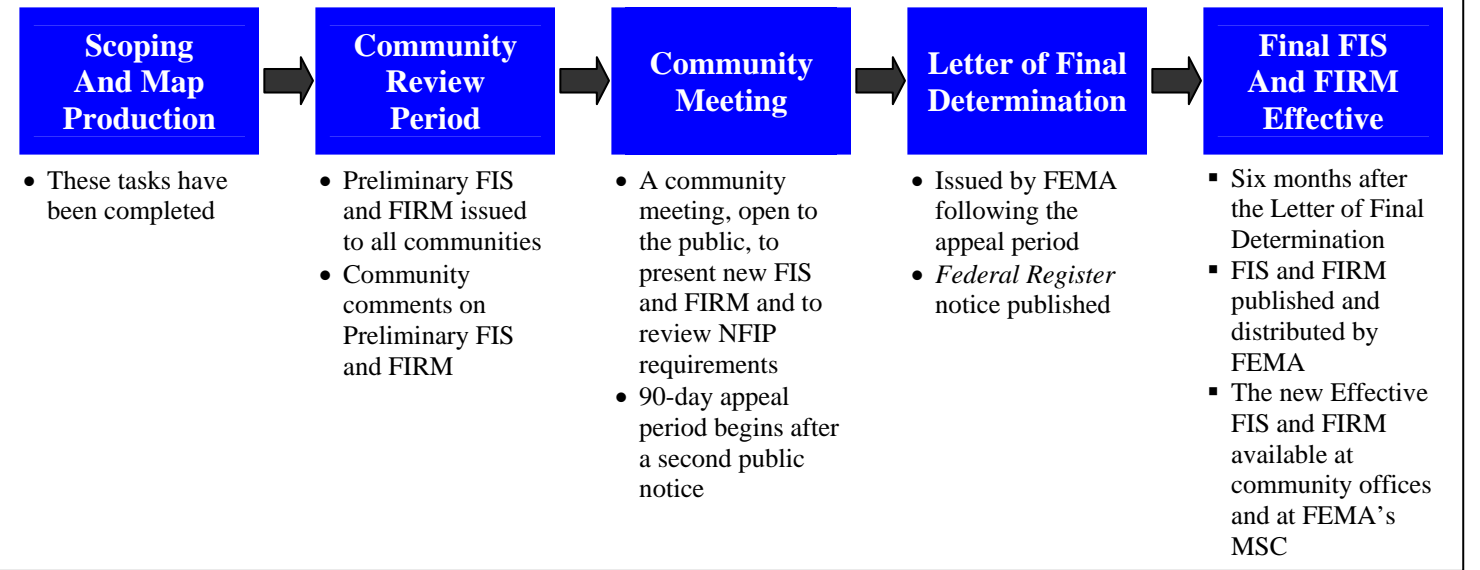 Scoping
And Map
Production
• These tasks have
been completed
Community
Review
Period
• Preliminary FIS
and FIRM issued
to all communities
• Community
comments on
Preliminary FIS
and FIRM
Community
Meeting
• A community
meeting, open to
the public, to
present new FIS
and FIRM and to
review NFIP
requirements
• 90-day appeal
period begins after
a second public
notice
Letter of Final
Determination
• Issued by FEMA
following the
appeal period
• Federal Register
notice published
Final FIS
And FIRM
Effective
▪ Six months after
the Letter of Final
Determination
▪ FIS and FIRM
published and
distributed by
FEMA
▪ The new Effective
FIS and FIRM
available at
community offices
and at FEMA's
MSC